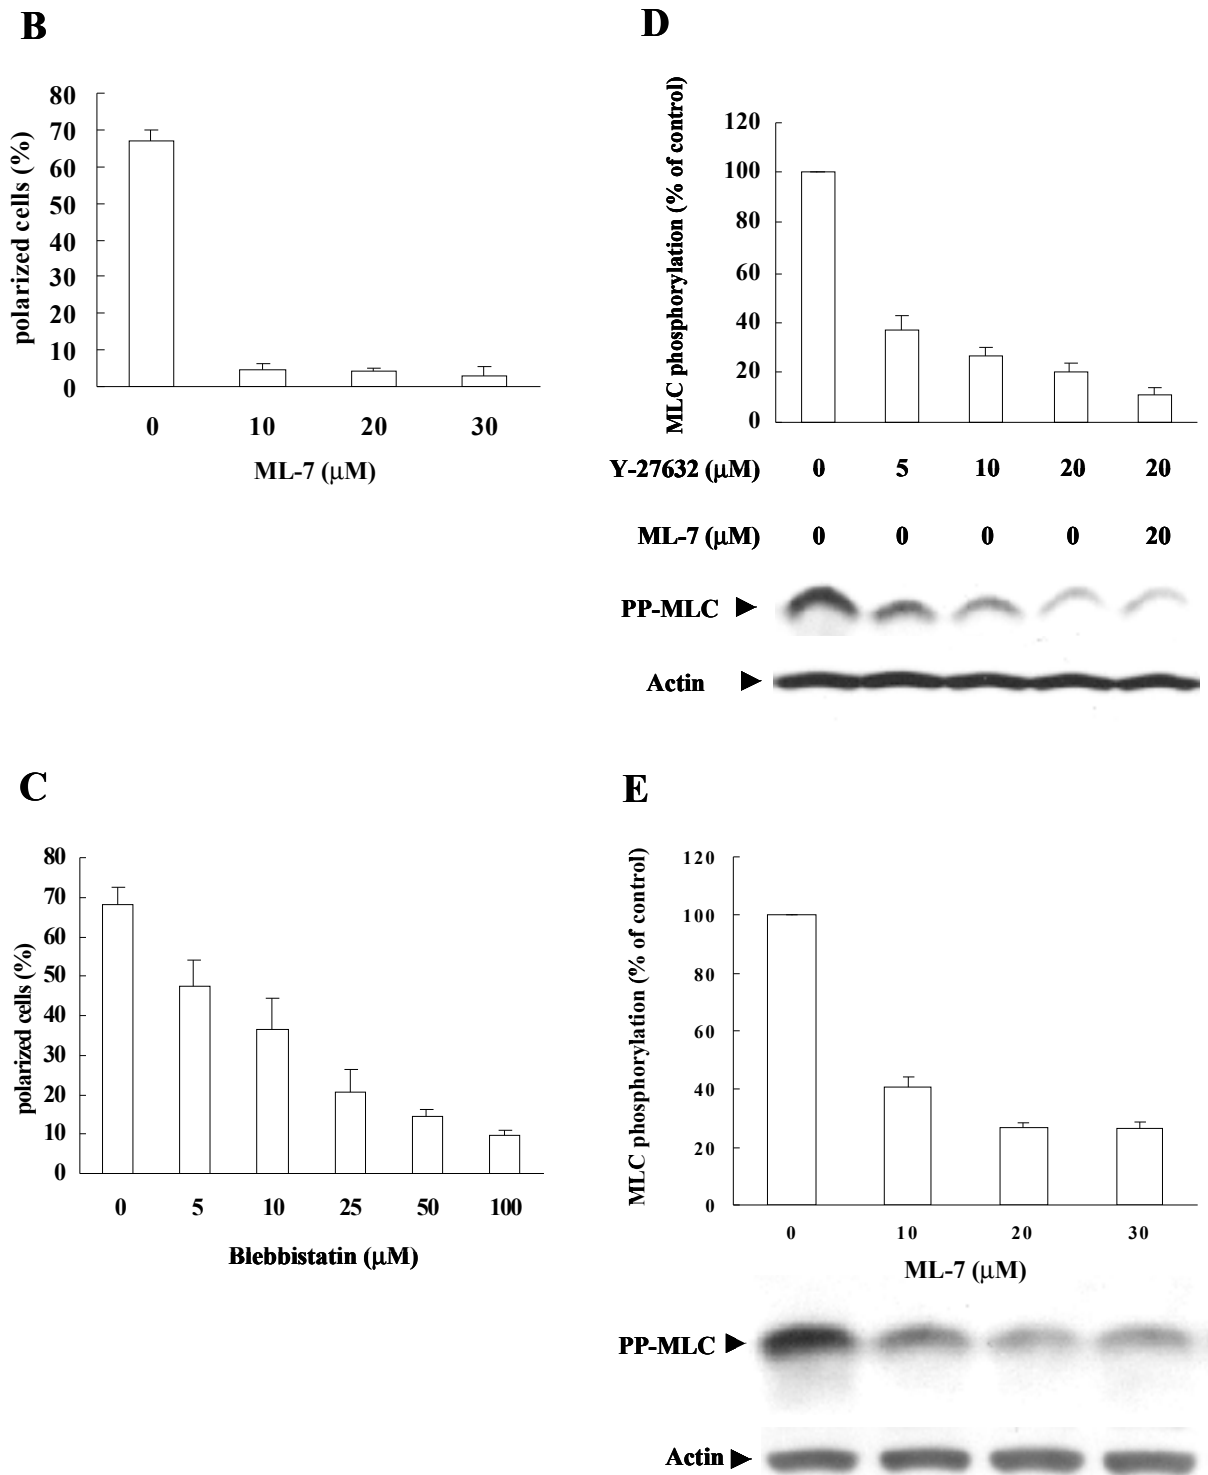 B
80
70
60
50
40
30
20
10
0
polarized cells (%)
0 10 20 30
ML-7 (μM)
D
120
100
80
60
40
20
0
MLC phosphorylation (% of control)
Y-27632 (μM) 0 5 10 20 20
ML-7 (μM) 0 0 0 0 20
PP-MLC
Actin
C
80
70
60
50
40
30
20
10
0
polarized cells (%)
0 5 10 25 50 100
Blebbistatin (μM)
E
120
100
80
60
40
20
0
MLC phosphorylation (% of control)
0 10 20 30
ML-7 (μM)
PP-MLC
Actin